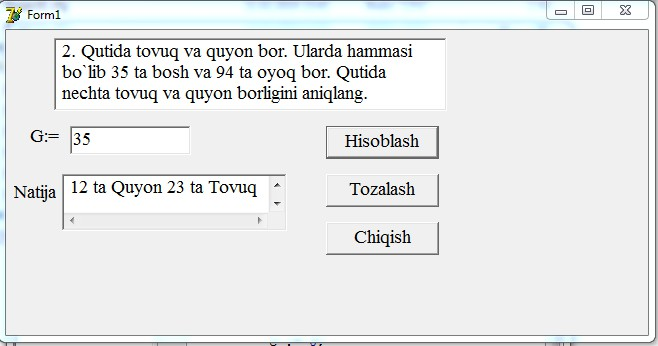 Form1
2. Qutida tovuq va quyon bor. Ularda hammasi
bo`lib 35 ta bosh va 94 ta oyoq bor. Qutida
nechta tovuq va quyon borligini aniqlang.
G:= 35 Hisoblash
Natija 12 ta Quyon 23 ta Tovuq Tozalash
Chiqish